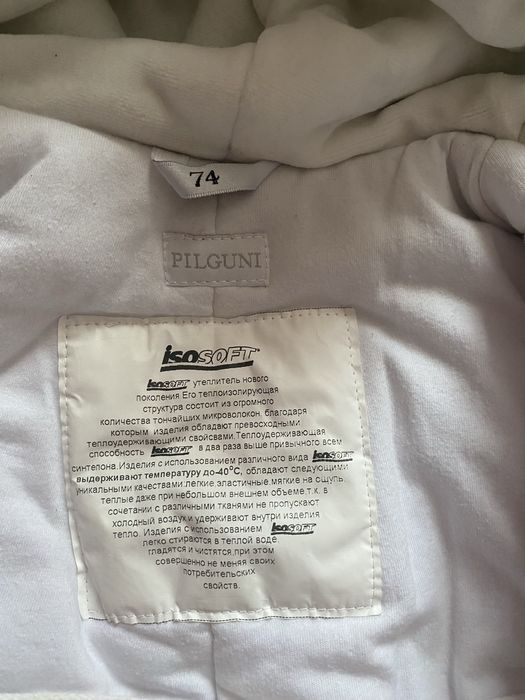 74
PILGUNI
isoSOFT
isoSOFT утеплитель нового
поколения Его теплоизолирующая
структура состоит из огромного
количества тончайших микроволокон, благодаря
которым изделия обладают превосходными
теплоудерживающими свойсвами.Теплоудерживающая
способность isoSOFT в два раза выше привычного всем
синтепона.Изделия с использованием различного вида isoSOFT
выдерживают температуру до-40°С, обладают следующими
уникальными качествами:легкие,эластичные,мягкие на сщупь,
теплые даже при небольшом внешнем объеме,т.к. в
сочетании с различными тканями не пропускают
холодный воздух и удерживают внутри изделия
тепло. Изделия с использованием isoSOFT
легко стираются в теплой воде,
гладятся и чистятся,при этом
совершенно не меняя своих
потребительских
свойств.